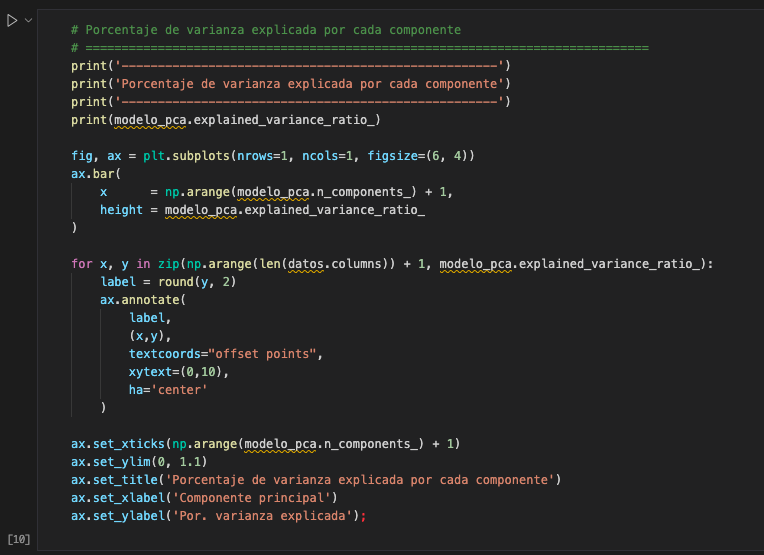 # Porcentaje de varianza explicada por cada componente
# ==============================================================================
print('----------------------------------------------------')
print('Porcentaje de varianza explicada por cada componente')
print('----------------------------------------------------')
print(modelo_pca.explained_variance_ratio_)
fig, ax = plt.subplots(nrows=1, ncols=1, figsize=(6, 4))
ax.bar(
    x      = np.arange(modelo_pca.n_components_) + 1,
    height = modelo_pca.explained_variance_ratio_
)
for x, y in zip(np.arange(len(datos.columns)) + 1, modelo_pca.explained_variance_ratio_):
    label = round(y, 2)
    ax.annotate(
        label,
        (x,y),
        textcoords="offset points",
        xytext=(0,10),
        ha='center'
    )
ax.set_xticks(np.arange(modelo_pca.n_components_) + 1)
ax.set_ylim(0, 1.1)
ax.set_title('Porcentaje de varianza explicada por cada componente')
ax.set_xlabel('Componente principal')
ax.set_ylabel('Por. varianza explicada');
[10]